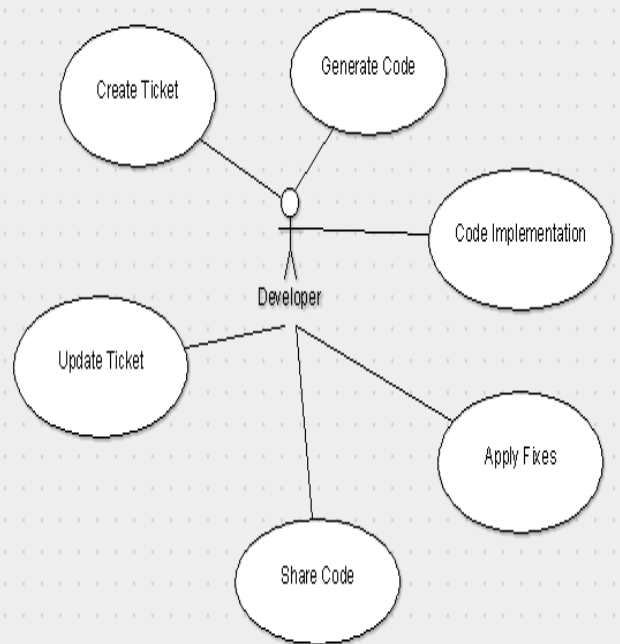 Generate Code
Create Ticket
Code Implementation
Developer
Update Ticket
Apply Fixes
Share Code